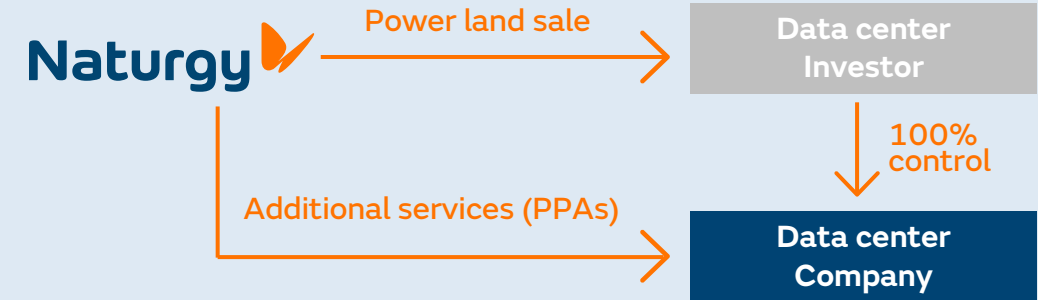 Power land sale
Naturgy
Data center
Investor
100%
control
Additional services (PPAs)
Data center
Company